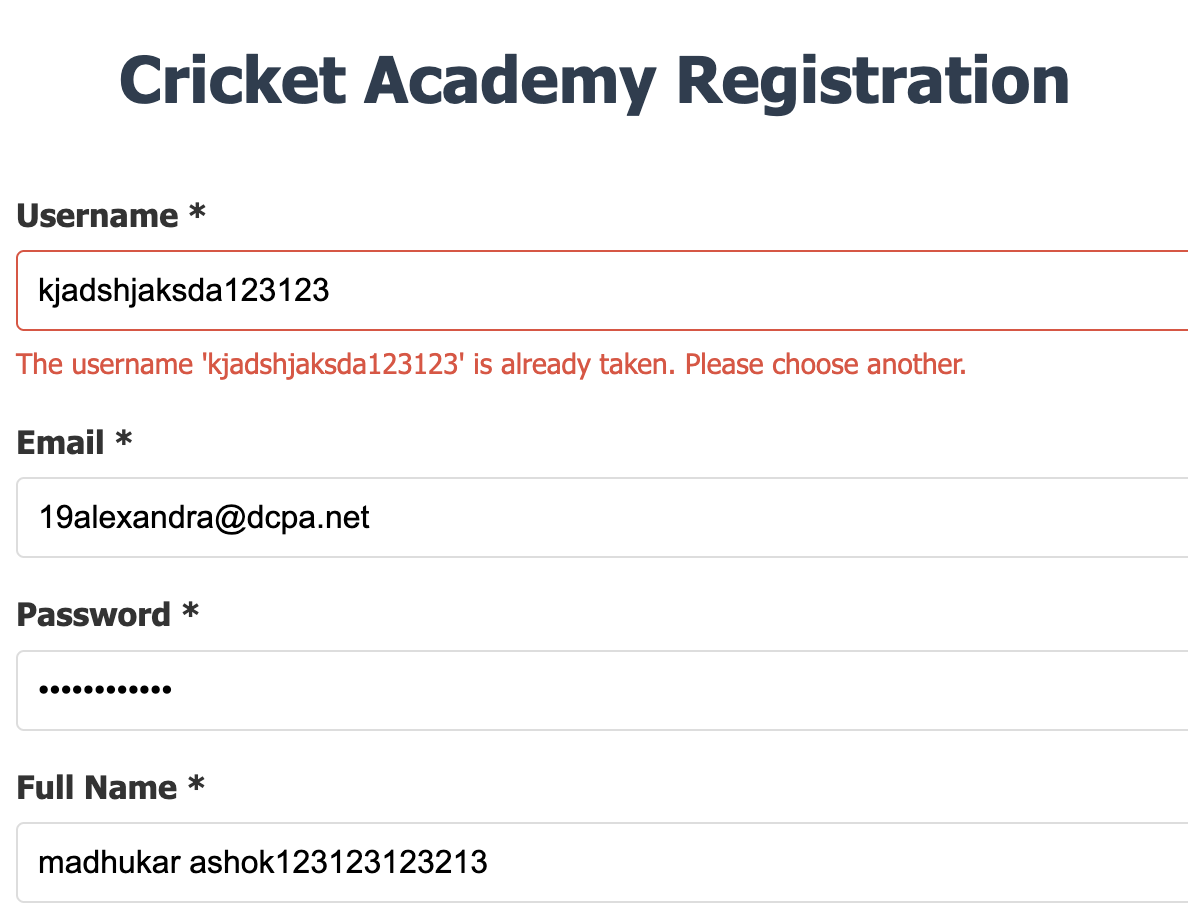 Cricket Academy Registration
Username *
kjadshjaksda123123
The username 'kjadshjaksda123123' is already taken. Please choose another.
Email *
19alexandra@dcpa.net
Password *
••••••••••••
Full Name *
madhukar ashok123123123213